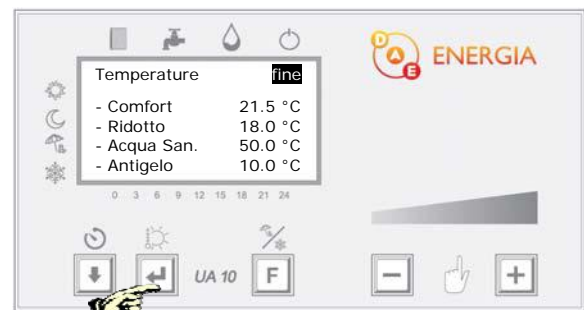 D A E ENERGIA
Temperature fine
- Comfort 21.5 °C
- Ridotto 18.0 °C
- Acqua San. 50.0 °C
- Antigelo 10.0 °C
0 3 6 9 12 15 18 21 24
UA 10 F